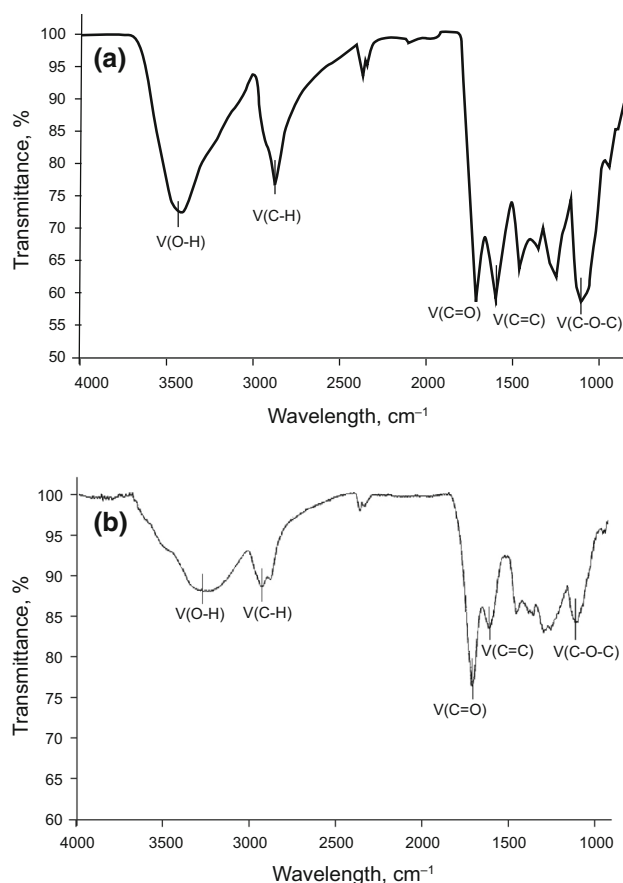 (a)
Transmittance, %
100
95
90
85
80
75
70
65
60
55
50
V(O-H)
V(C-H)
V(C=O)
V(C=C)
V(C-O-C)
4000 3500 3000 2500 2000 1500 1000
Wavelength, cm⁻¹
(b)
Transmittance, %
100
95
90
85
80
75
70
65
60
V(O-H)
V(C-H)
V(C=C)
V(C-O-C)
V(C=O)
4000 3500 3000 2500 2000 1500 1000
Wavelength, cm⁻¹